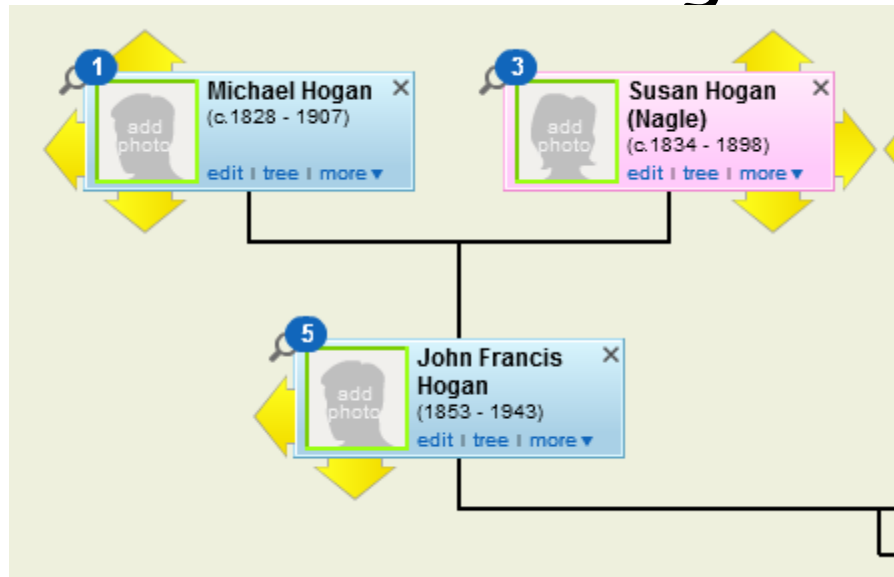 1
Michael Hogan
(c.1828 - 1907)
add
photo
edit | tree | more ▾
3
Susan Hogan
(Nagle)
(c.1834 - 1898)
add
photo
edit | tree | more ▾
5
John Francis
Hogan
(1853 - 1943)
add
photo
edit | tree | more ▾